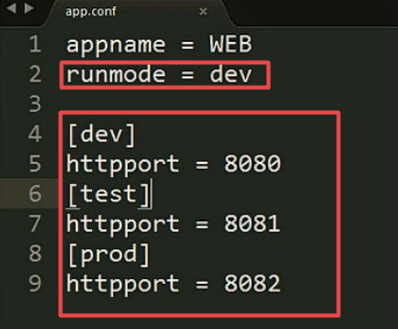 app.conf
1 appname = WEB
2 runmode = dev
3
4 [dev]
5 httpport = 8080
6 [test]
7 httpport = 8081
8 [prod]
9 httpport = 8082